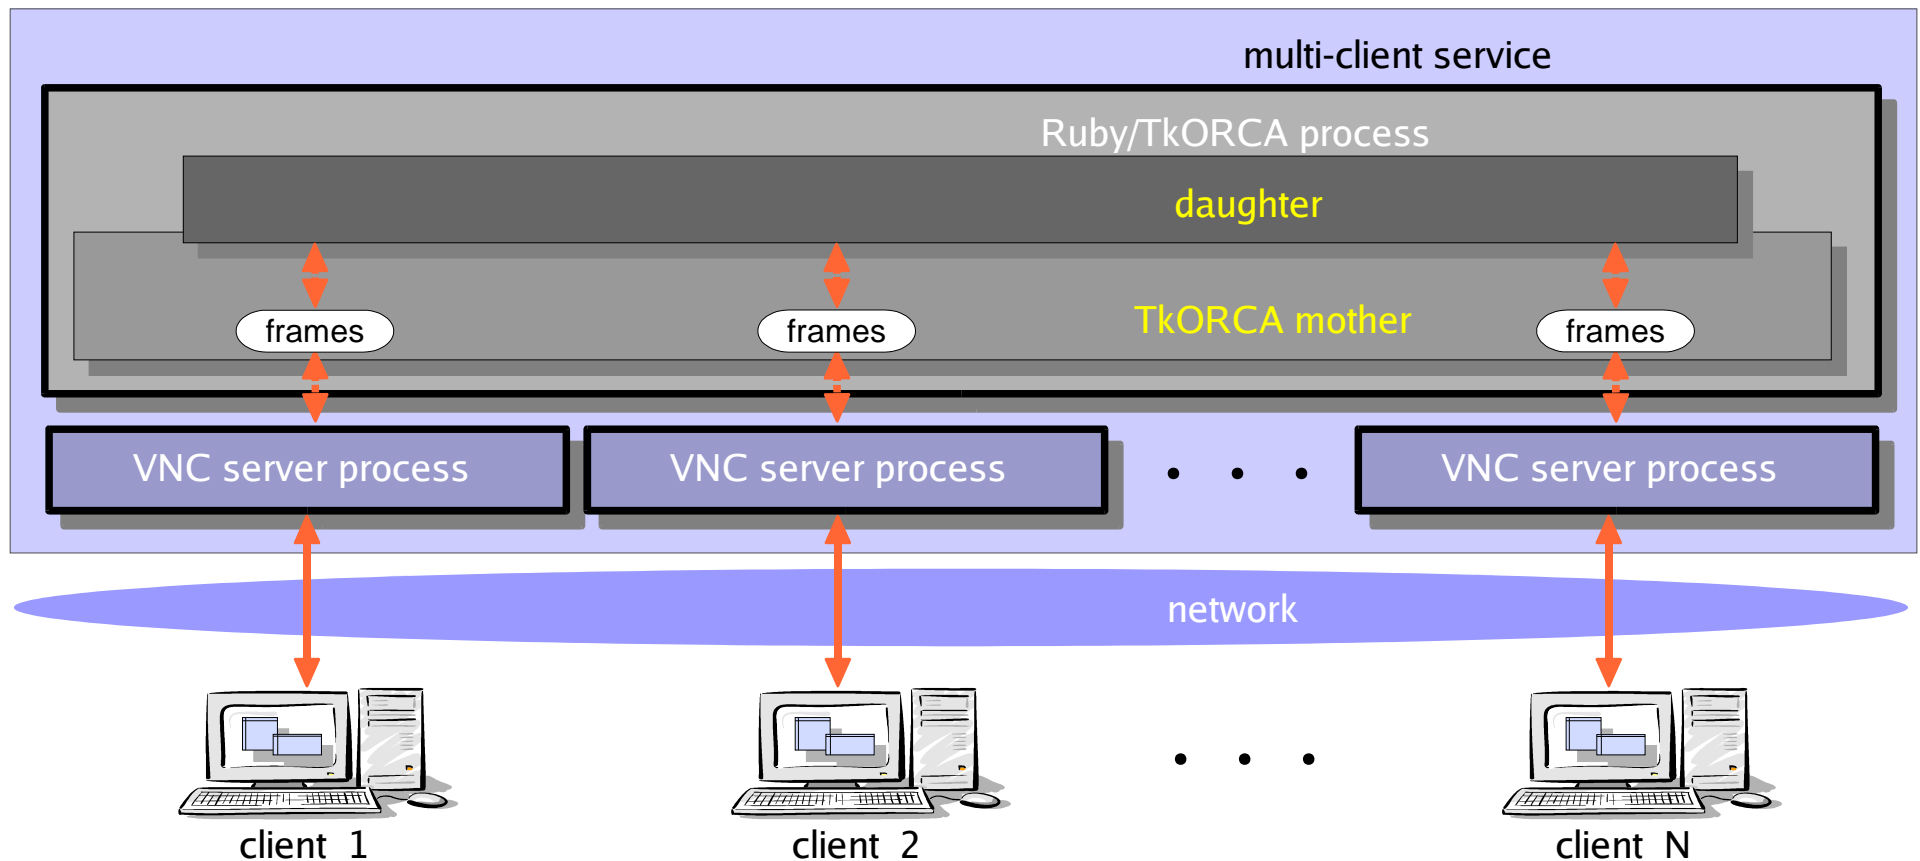 multi-client service
Ruby/TkORCA process
daughter
TkORCA mother
frames frames frames
VNC server process VNC server process . . . VNC server process
network
. . .
client 1 client 2 client N